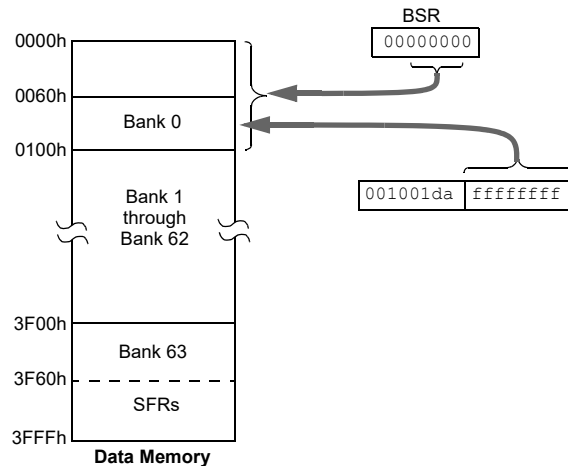 BSR
00000000
0000h
0060h
Bank 0
0100h
001001da ffffffff
Bank 1
through
Bank 62
3F00h
Bank 63
3F60h
SFRs
3FFFh
Data Memory